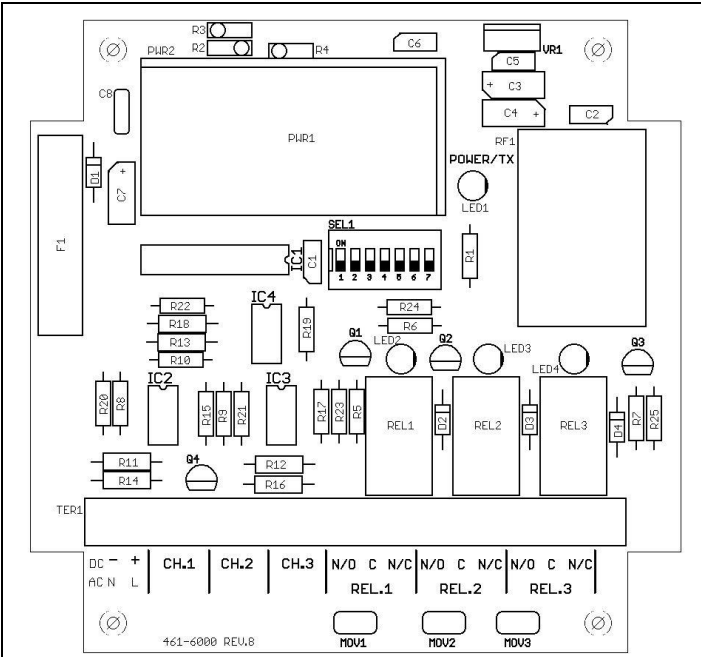 R3
R2
PWR2
R4
C6
VR1
C5
C8
+ C3
C4 +
C2
PWR1
RF1
POWER/TX
D1
+
C7
LED1
F1
SEL1
ON
1 2 3 4 5 6 7
IC1
C1
R1
IC4
R22
R18
R13
R10
R19
R24
R6
Q1
LED2
Q2
LED3
LED4
Q3
IC2
IC3
R20
R8
R15
R9
R21
R17
R23
R5
REL1
D2
REL2
D3
REL3
D4
R7
R25
R11
R14
Q4
R12
R16
TER1
DC - + CH.1 CH.2 CH.3 N/O C N/C N/O C N/C N/O C N/C
AC N L REL.1 REL.2 REL.3
461-6000 REV.8
MOV1 MOV2 MOV3